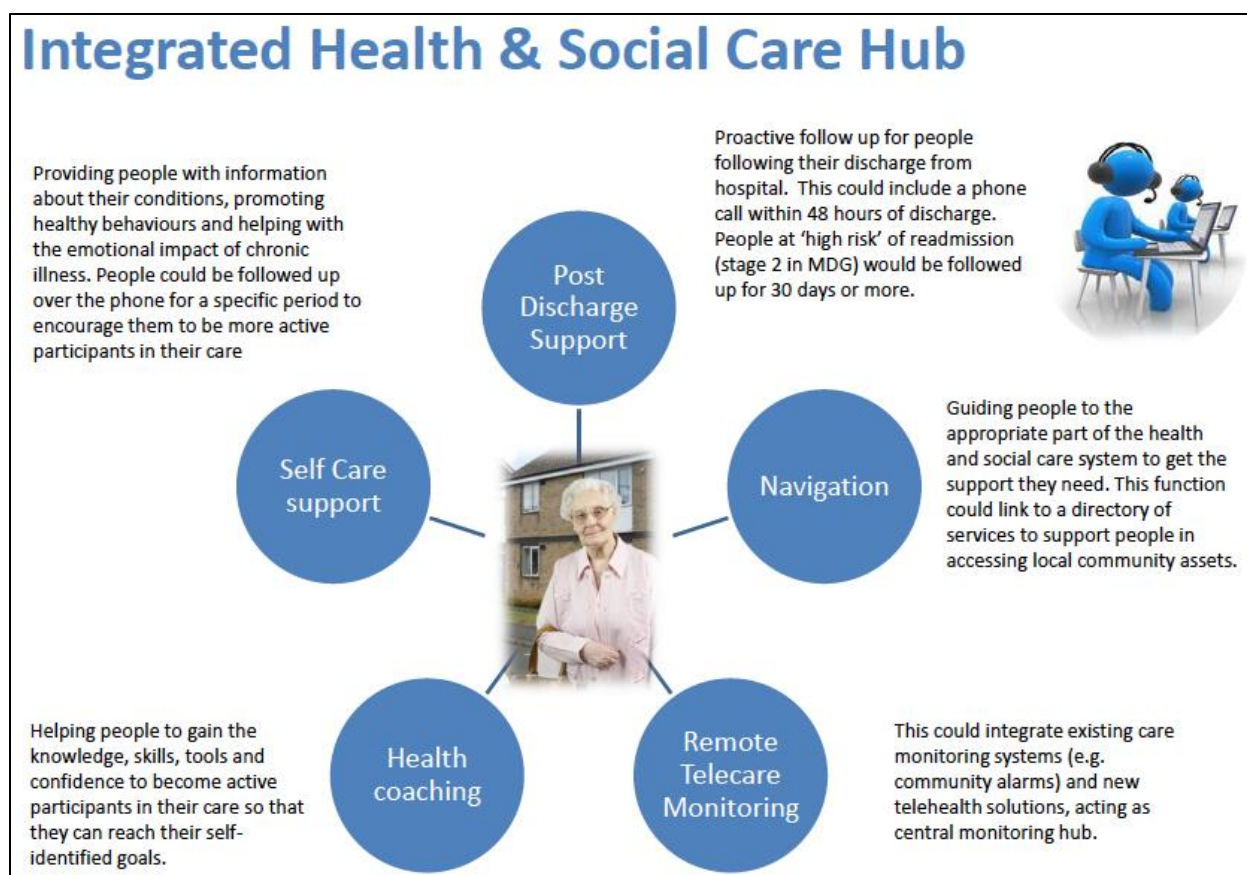 Integrated Health & Social Care Hub
Providing people with information
about their conditions, promoting
healthy behaviours and helping with
the emotional impact of chronic
illness. People could be followed up
over the phone for a specific period to
encourage them to be more active
participants in their care
Post
Discharge
Support
Proactive follow up for people
following their discharge from
hospital.  This could include a phone
call within 48 hours of discharge.
People at ‘high risk’ of readmission
(stage 2 in MDG) would be followed
up for 30 days or more.
Self Care
support
Navigation
Guiding people to the
appropriate part of the health
and social care system to get the
support they need. This function
could link to a directory of
services to support people in
accessing local community assets.
Helping people to gain the
knowledge, skills, tools and
confidence to become active
participants in their care so that
they can reach their self-
identified goals.
Health
coaching
Remote
Telecare
Monitoring
This could integrate existing care
monitoring systems (e.g.
community alarms) and new
telehealth solutions, acting as
central monitoring hub.